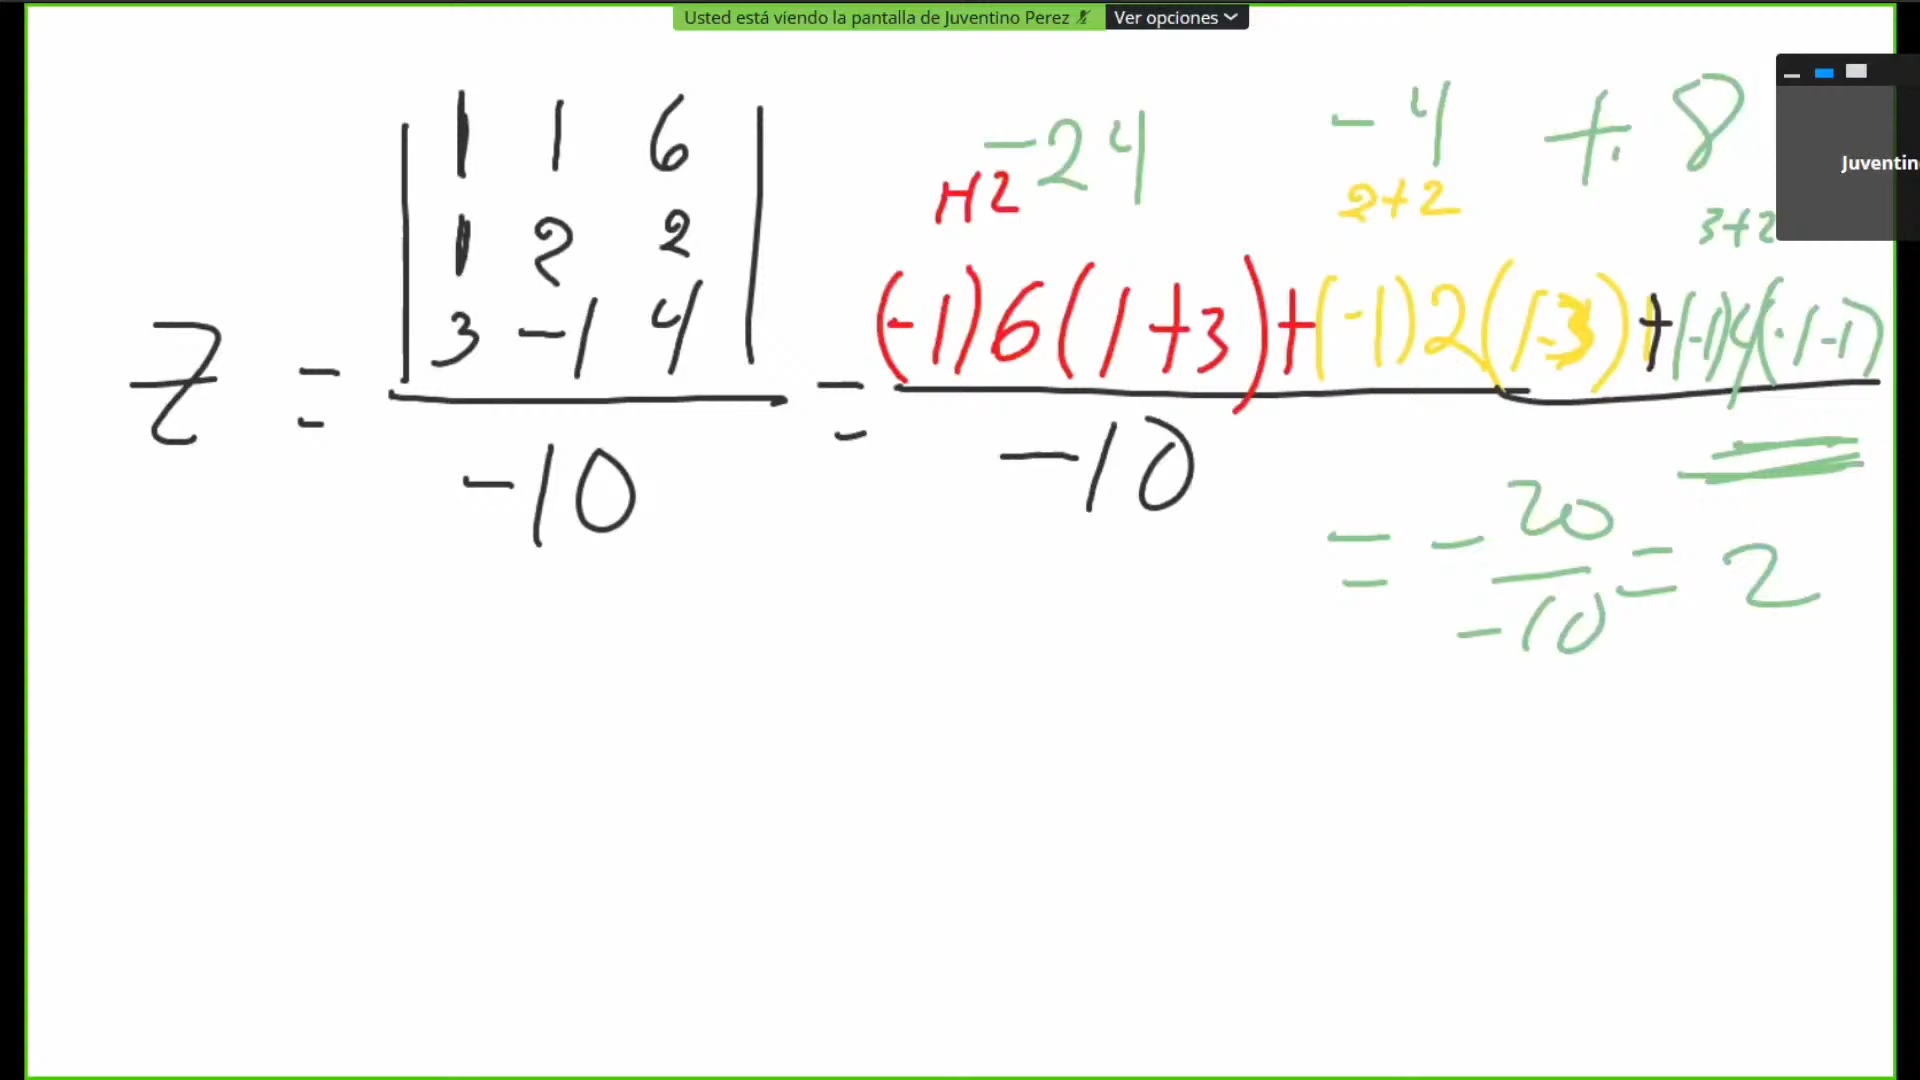 Usted está viendo la pantalla de Juventino Perez Ver opciones
Juventin
1 1 6
1 2 2
3 -1 4
-24 -4 + 8
1+2 2+2 3+2
Z = = (-1)6(1+3)+(-1)2(1-3)+(-1)4(-1-1)
-10 -10
= -20 = 2
-10